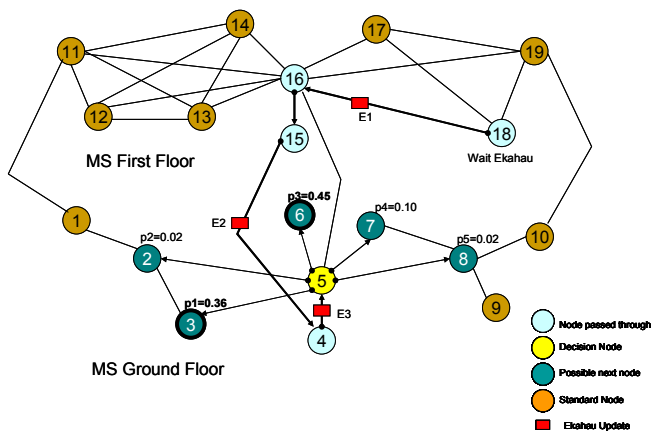 14
17
11
19
16
E1
12
13
15
18
MS First Floor
Wait Ekahau
p3=0.45
p4=0.10
E2
6
7
1
p2=0.02
p5=0.02
10
2
8
5
p1=0.36
E3
9
3
4
MS Ground Floor
Node passed through
Decision Node
Possible next node
Standard Node
Ekahau Update